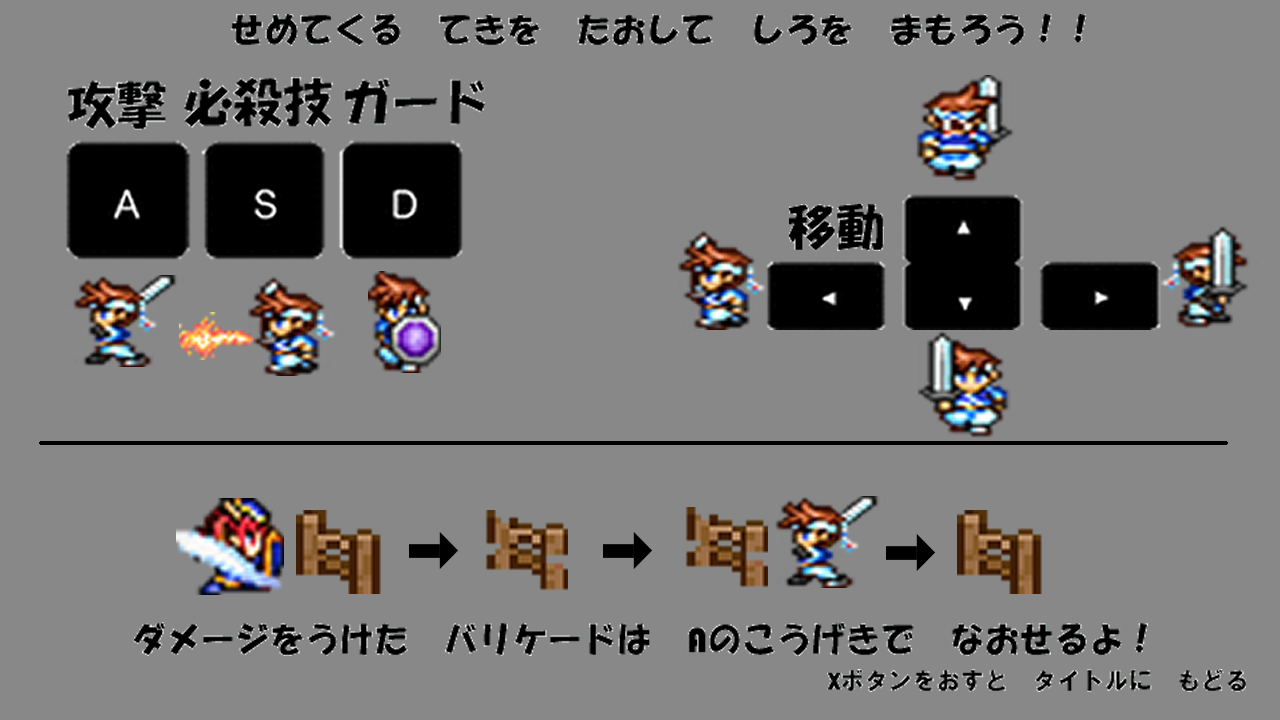 せめてくる　てきを　たおして　しろを　まもろう！！
攻撃 必殺技 ガード
A S D
移動
ダメージをうけた　バリケードは　Aのこうげきで　なおせるよ！
Xボタンをおすと　タイトルに　もどる